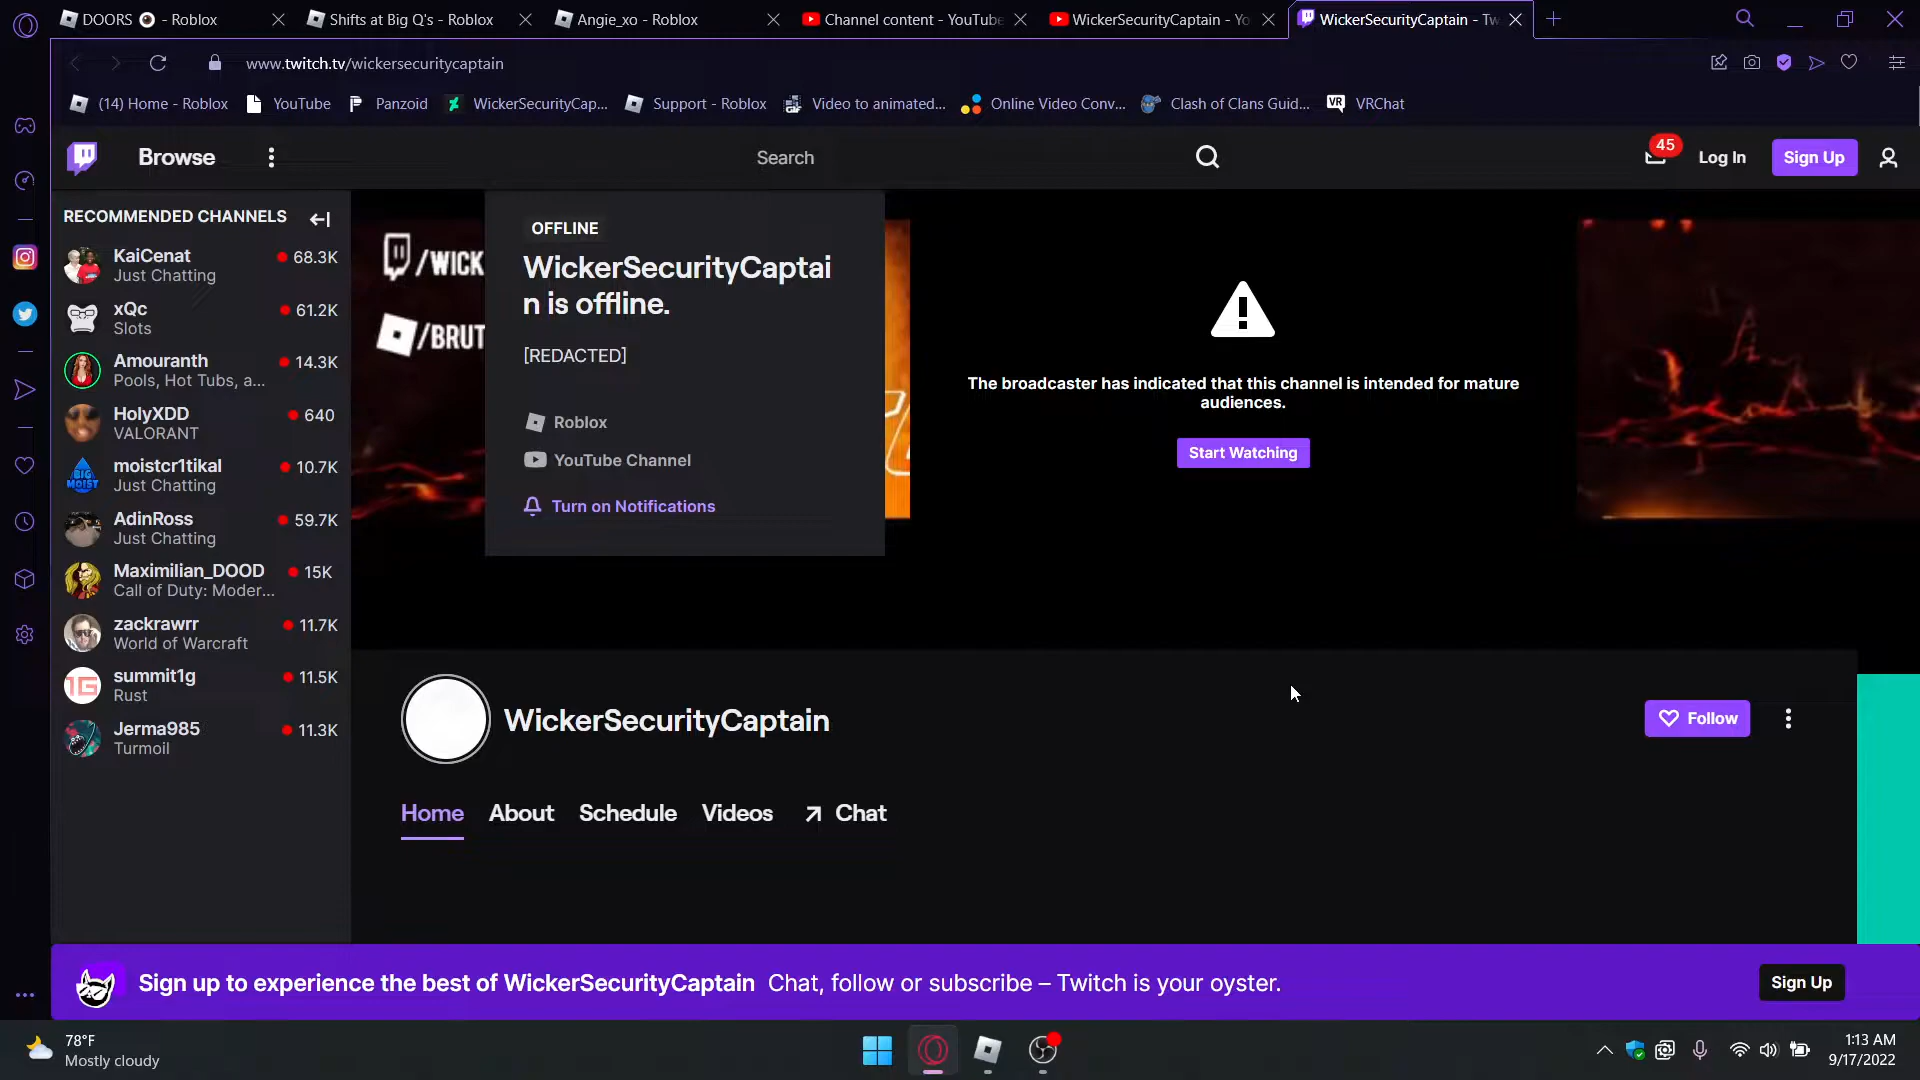 DOORS - Roblox
Shifts at Big Q's - Roblox
Angie_xo - Roblox
Channel content - YouTube
WickerSecurityCaptain - Yo
WickerSecurityCaptain - Tw
www.twitch.tv/wickersecuritycaptain
(14) Home - Roblox
YouTube
Panzoid
WickerSecurityCap...
Support - Roblox
Video to animated...
Online Video Conv...
Clash of Clans Guid...
VR
VRChat
Browse
Search
45
Log In
Sign Up
RECOMMENDED CHANNELS
KaiCenat
68.3K
Just Chatting
xQc
61.2K
Slots
Amouranth
14.3K
Pools, Hot Tubs, a...
HolyXDD
640
VALORANT
BIG
MOIST
moistcr1tikal
10.7K
Just Chatting
AdinRoss
59.7K
Just Chatting
Maximilian_DOOD
15K
Call of Duty: Moder...
zackrawrr
11.7K
World of Warcraft
1G
summit1g
11.5K
Rust
Jerma985
11.3K
Turmoil
/WICK
/BRUT
OFFLINE
WickerSecurityCaptai
n is offline.
[REDACTED]
Roblox
YouTube Channel
Turn on Notifications
The broadcaster has indicated that this channel is intended for mature
audiences.
Start Watching
WickerSecurityCaptain
Follow
Home
About
Schedule
Videos
Chat
Sign up to experience the best of WickerSecurityCaptain Chat, follow or subscribe – Twitch is your oyster.
Sign Up
78°F
Mostly cloudy
1:13 AM
9/17/2022